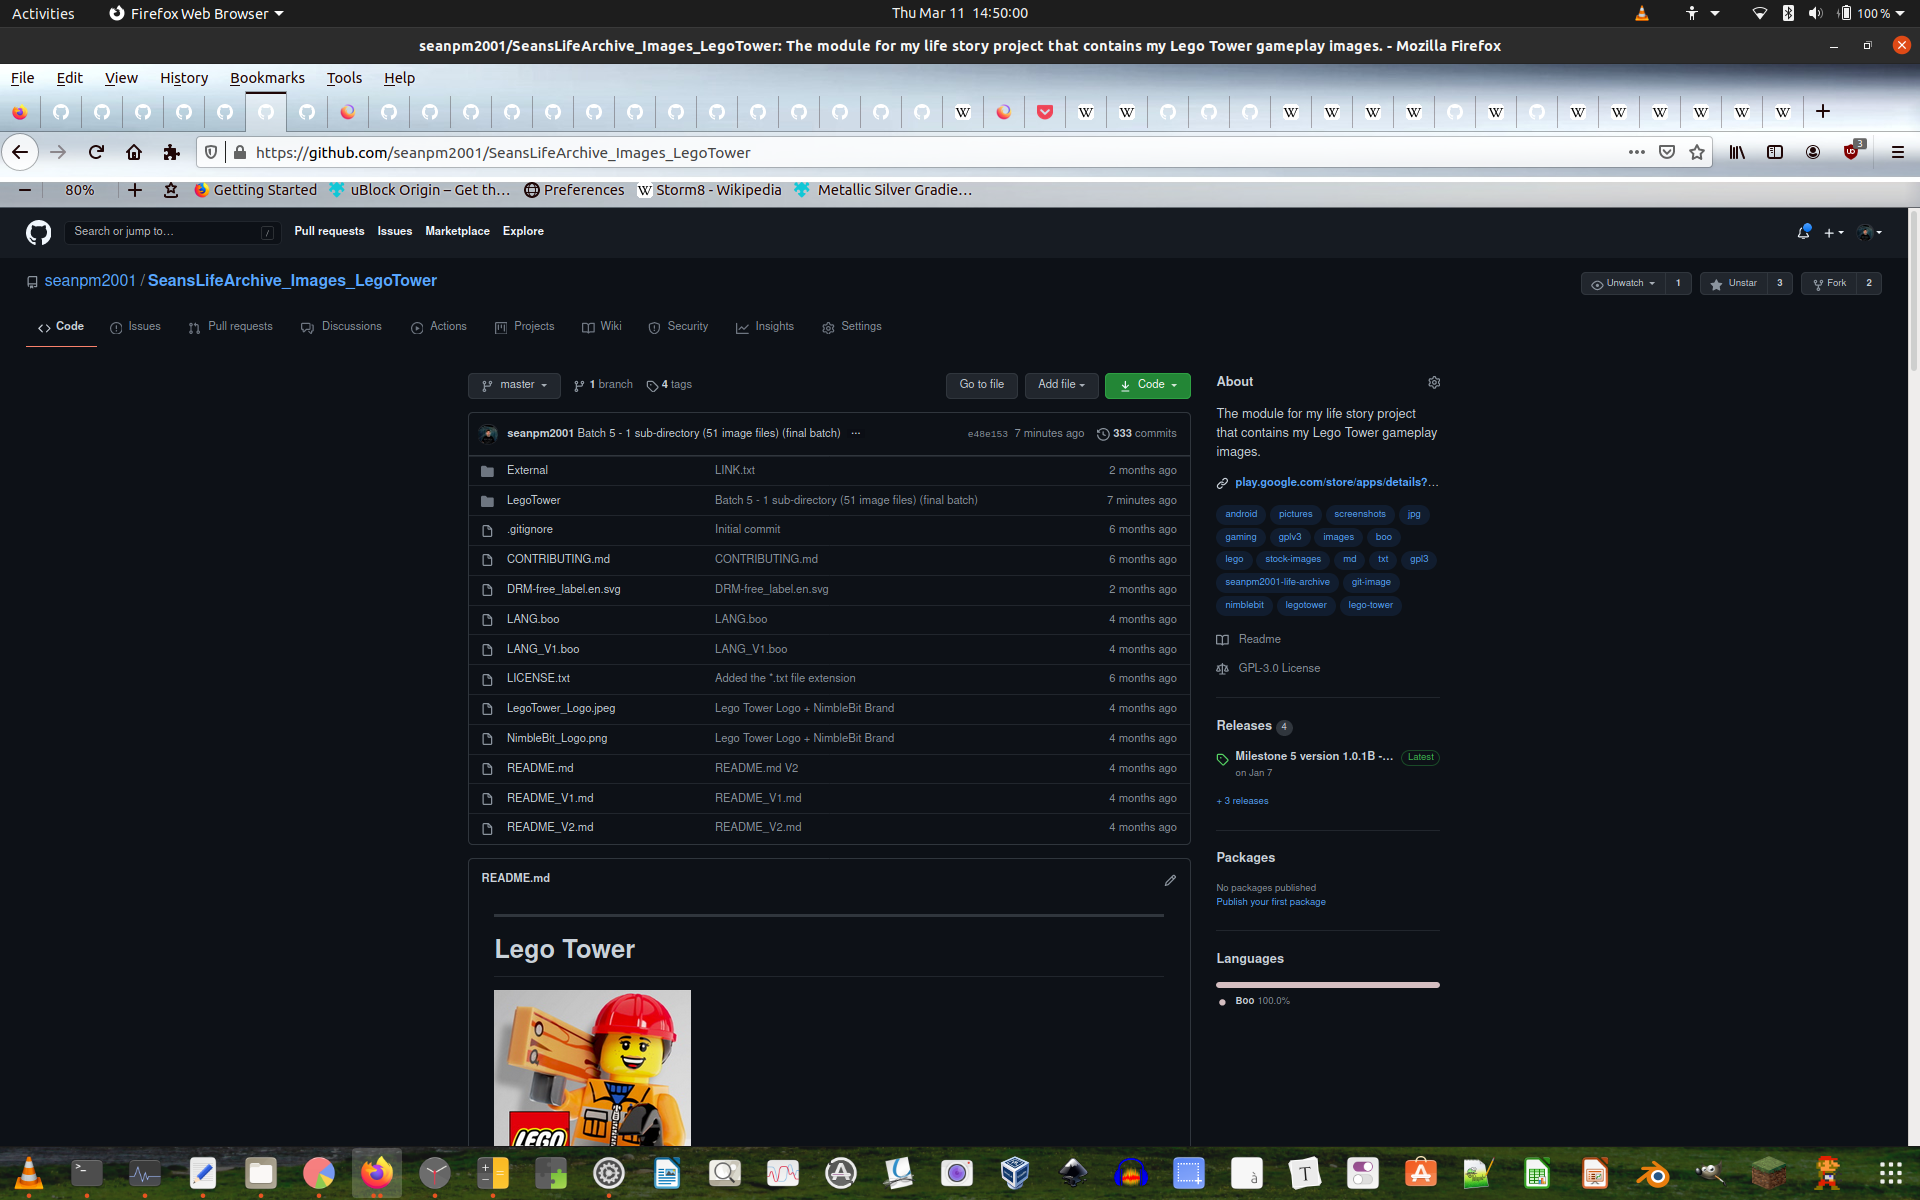 Activities
Firefox Web Browser
Thu Mar 11  14:50:00
100 %
seanpm2001/SeansLifeArchive_Images_LegoTower: The module for my life story project that contains my Lego Tower gameplay images. - Mozilla Firefox
File Edit View History Bookmarks Tools Help
https://github.com/seanpm2001/SeansLifeArchive_Images_LegoTower
3
80%
Getting Started
uBlock Origin – Get th…
Preferences
Storm8 - Wikipedia
Metallic Silver Gradie…
Search or jump to…
/
Pull requests Issues Marketplace Explore
seanpm2001 / SeansLifeArchive_Images_LegoTower
Unwatch 1
Unstar 3
Fork 2
Code Issues Pull requests Discussions Actions Projects Wiki Security Insights Settings
master
1 branch
4 tags
Go to file
Add file
Code
seanpm2001 Batch 5 - 1 sub-directory (51 image files) (final batch) ...
e48e153 7 minutes ago
333 commits
External LINK.txt 2 months ago
LegoTower Batch 5 - 1 sub-directory (51 image files) (final batch) 7 minutes ago
.gitignore Initial commit 6 months ago
CONTRIBUTING.md CONTRIBUTING.md 6 months ago
DRM-free_label.en.svg DRM-free_label.en.svg 2 months ago
LANG.boo LANG.boo 4 months ago
LANG_V1.boo LANG_V1.boo 4 months ago
LICENSE.txt Added the *.txt file extension 6 months ago
LegoTower_Logo.jpeg Lego Tower Logo + NimbleBit Brand 4 months ago
NimbleBit_Logo.png Lego Tower Logo + NimbleBit Brand 4 months ago
README.md README.md V2 4 months ago
README_V1.md README_V1.md 4 months ago
README_V2.md README_V2.md 4 months ago
README.md
Lego Tower
LEGO
About
The module for my life story project
that contains my Lego Tower gameplay
images.
play.google.com/store/apps/details?…
android pictures screenshots jpg
gaming gplv3 images boo
lego stock-images md txt gpl3
seanpm2001-life-archive git-image
nimblebit legotower lego-tower
Readme
GPL-3.0 License
Releases 4
Milestone 5 version 1.0.1B -… Latest
on Jan 7
+ 3 releases
Packages
No packages published
Publish your first package
Languages
Boo 100.0%